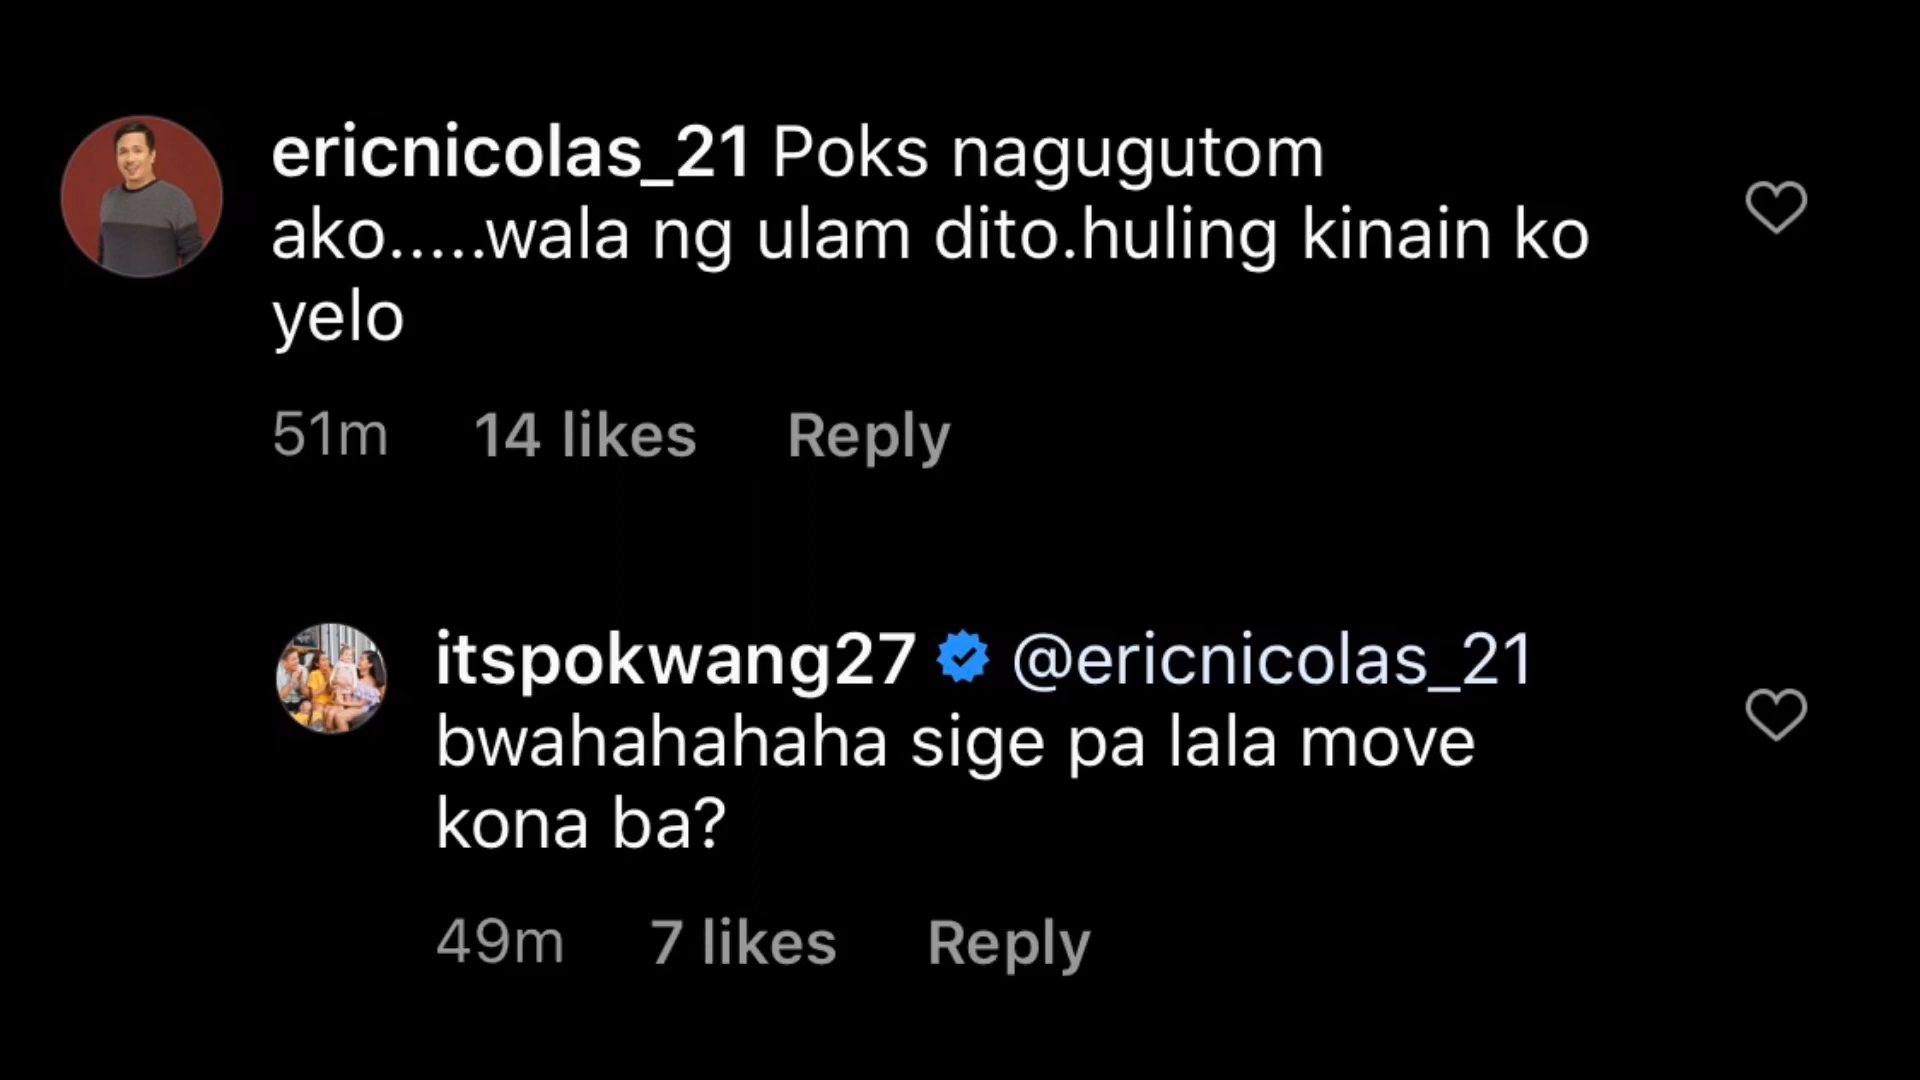 ericnicolas_21 Poks nagugutom
ako.....wala ng ulam dito.huling kinain ko
yelo
51m 14 likes Reply
itspokwang27 @ericnicolas_21
bwahahahaha sige pa lala move
kona ba?
49m 7 likes Reply